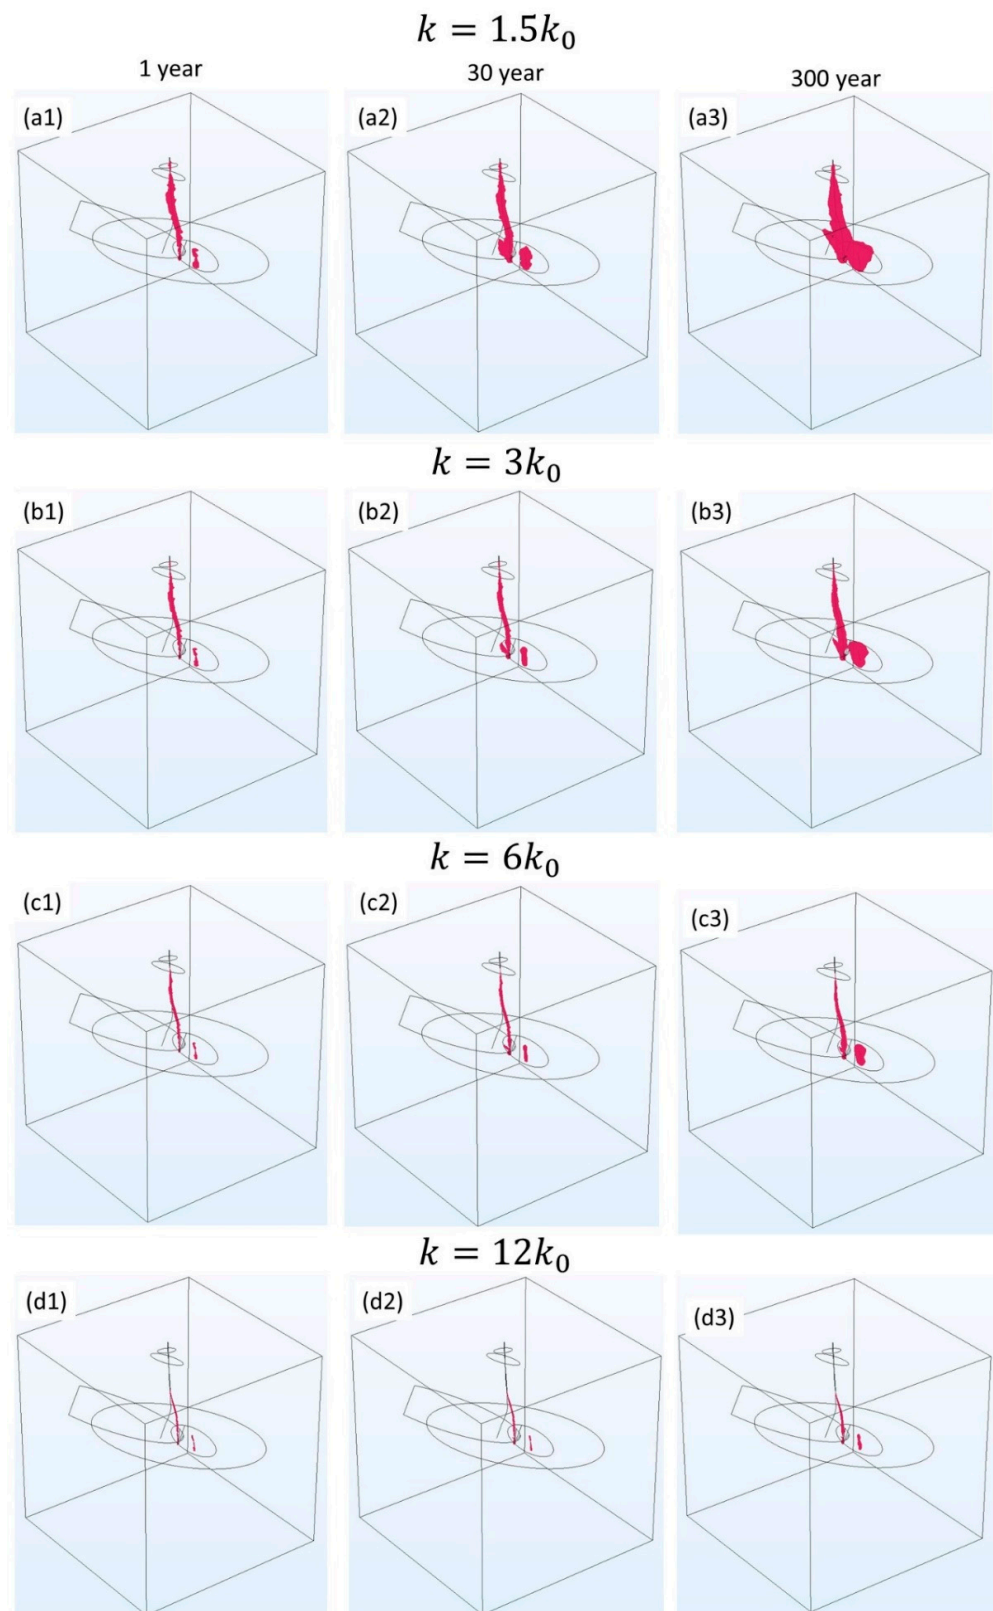 k = 1.5k₀
1 year 30 year 300 year
(a1) (a2) (a3)
k = 3k₀
(b1) (b2) (b3)
k = 6k₀
(c1) (c2) (c3)
k = 12k₀
(d1) (d2) (d3)